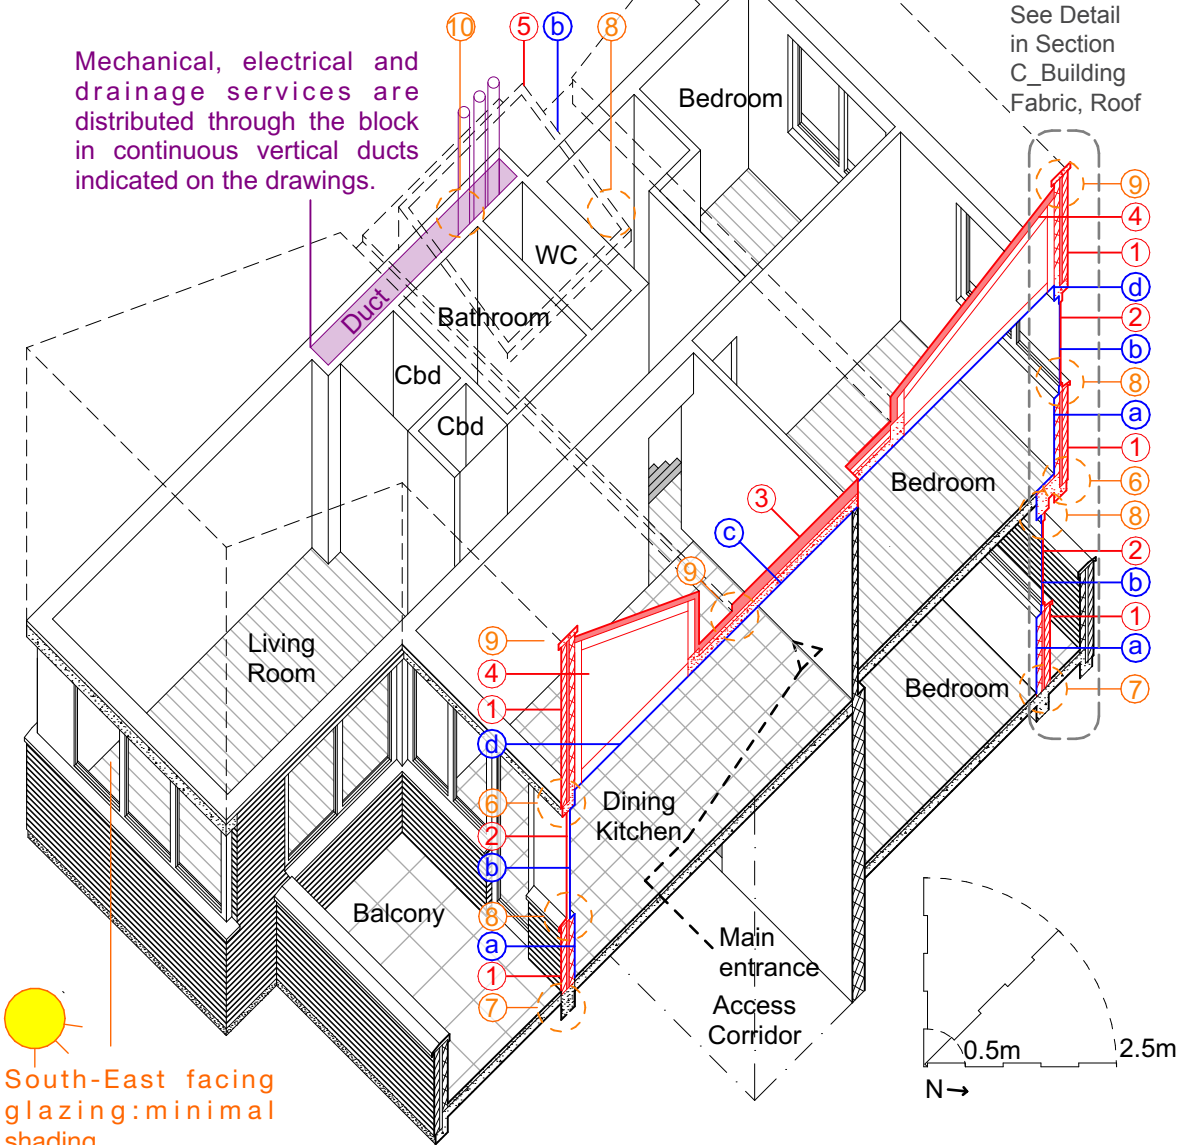 See Detail
in Section
C_Building
Fabric, Roof
10
5
b
8
Mechanical, electrical and
drainage services are
distributed through the block
in continuous vertical ducts
indicated on the drawings.
Bedroom
9
4
1
d
2
b
8
a
1
6
8
2
b
1
a
7
WC
Duct
Bathroom
Cbd
Cbd
Bedroom
3
c
9
Living
Room
9
4
1
d
6
2
b
8
a
1
7
Bedroom
Dining
Kitchen
Balcony
Main
entrance
Access
Corridor
0.5m
2.5m
N→
South-East facing
glazing:minimal
shading